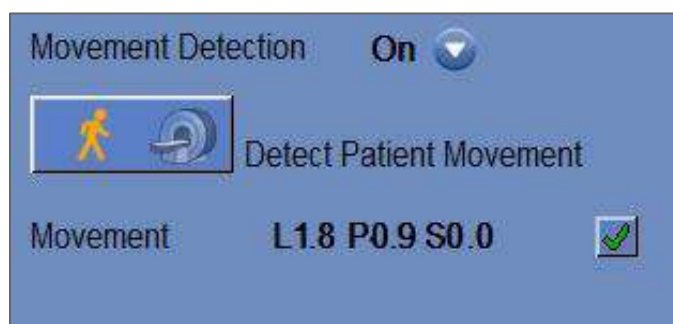 Movement Detection On
Detect Patient Movement
Movement L1.8 P0.9 S0.0